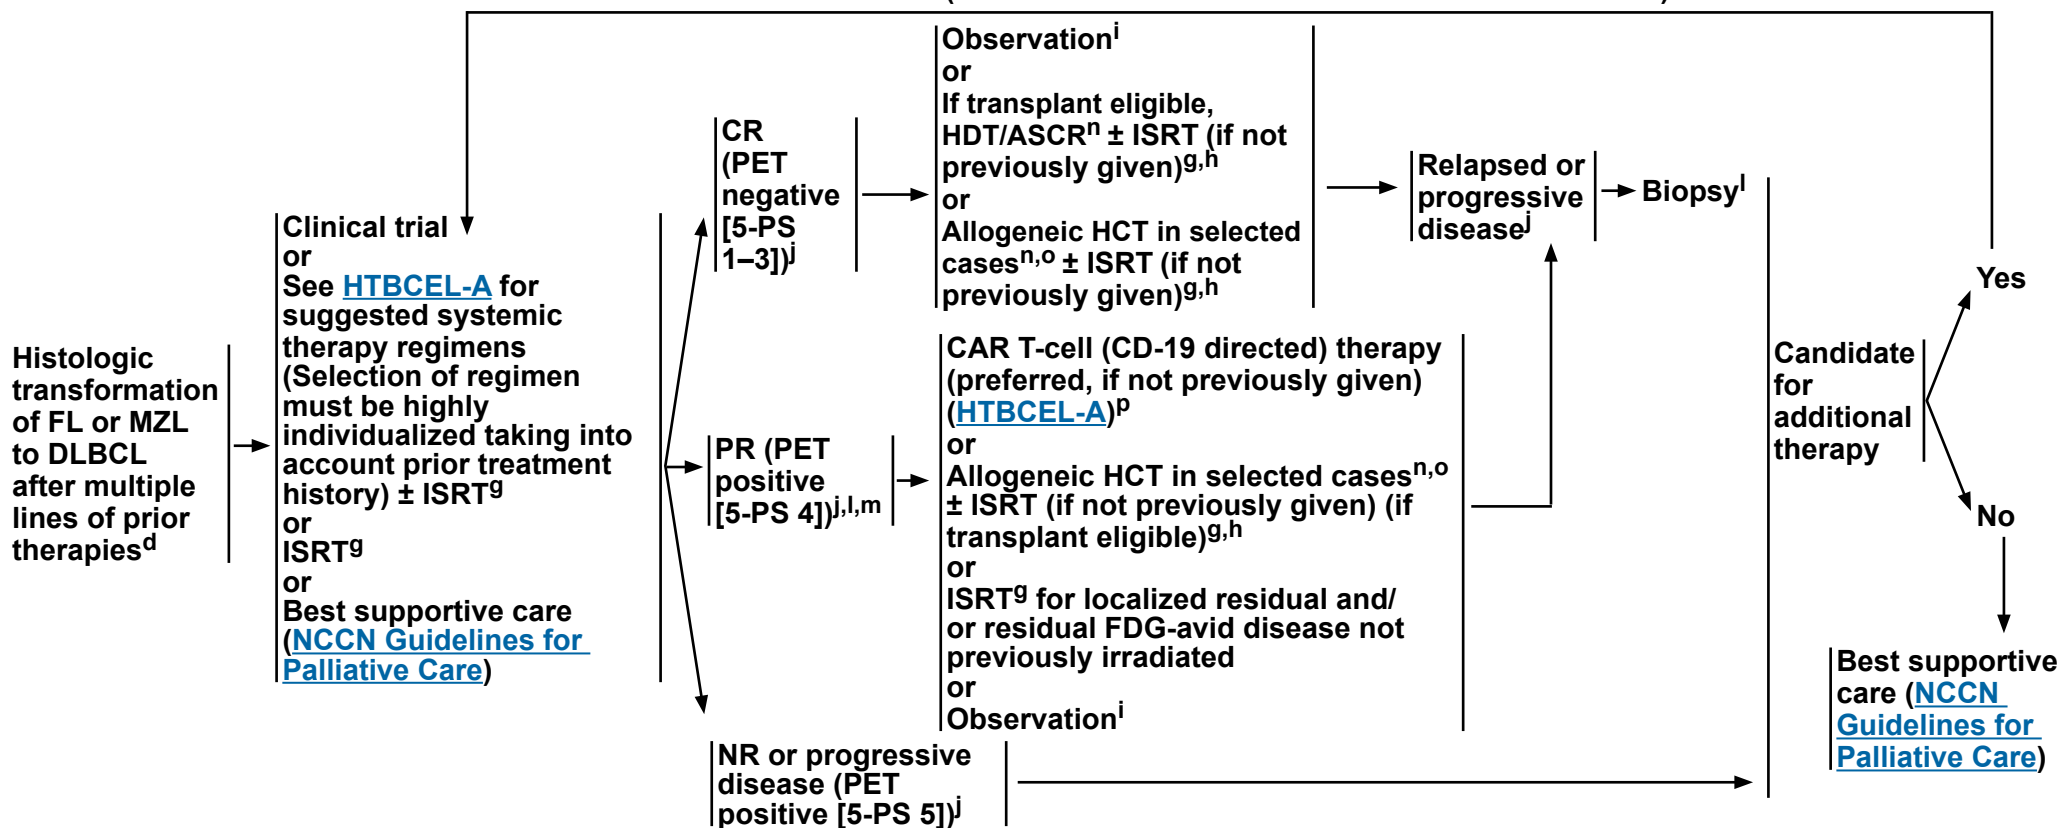 Histologic
transformation
of FL or MZL
to DLBCL
after multiple
lines of prior
therapiesd
Clinical trial
or
See HTBCEL-A for
suggested systemic
therapy regimens
(Selection of regimen
must be highly
individualized taking into
account prior treatment
history) ± ISRTg
or
ISRTg
or
Best supportive care
(NCCN Guidelines for
Palliative Care)
CR
(PET
negative
[5-PS
1–3])j
Observationi
or
If transplant eligible,
HDT/ASCRn ± ISRT (if not
previously given)g,h
or
Allogeneic HCT in selected
casesn,o ± ISRT (if not
previously given)g,h
PR (PET
positive
[5-PS 4])j,l,m
CAR T-cell (CD-19 directed) therapy
(preferred, if not previously given)
(HTBCEL-A)p
or
Allogeneic HCT in selected casesn,o
± ISRT (if not previously given) (if
transplant eligible)g,h
or
ISRTg for localized residual and/
or residual FDG-avid disease not
previously irradiated
or
Observationi
NR or progressive
disease (PET
positive [5-PS 5])j
Relapsed or
progressive
diseasej
Biopsyl
Candidate
for
additional
therapy
Yes
No
Best supportive
care (NCCN
Guidelines for
Palliative Care)